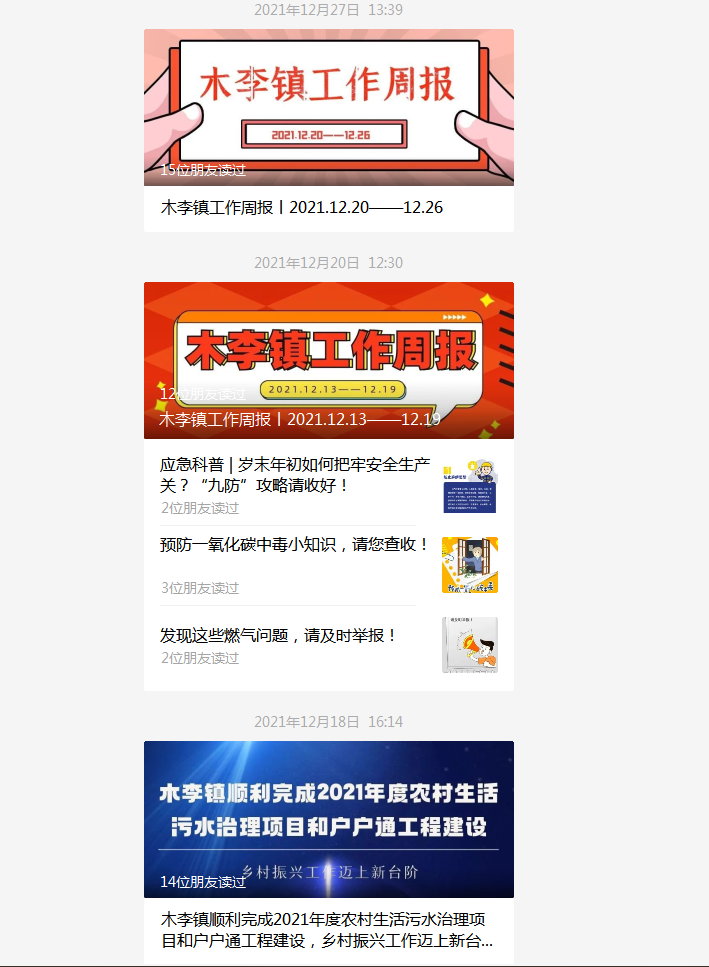 2021年12月27日 13:39
木李镇工作周报
2021.12.20——12.26
15位朋友读过
木李镇工作周报丨2021.12.20——12.26
2021年12月20日 12:30
木李镇工作周报
2021.12.13——12.19
12位朋友读过
木李镇工作周报丨2021.12.13——12.19
应急科普 | 岁末年初如何把牢安全生产
关？“九防”攻略请收好！
2位朋友读过
预防一氧化碳中毒小知识，请您查收！
3位朋友读过
发现这些燃气问题，请及时举报！
2位朋友读过
2021年12月18日 16:14
木李镇顺利完成2021年度农村生活
污水治理项目和户户通工程建设
乡村振兴工作迈上新台阶
14位朋友读过
木李镇顺利完成2021年度农村生活污水治理项
目和户户通工程建设，乡村振兴工作迈上新台...